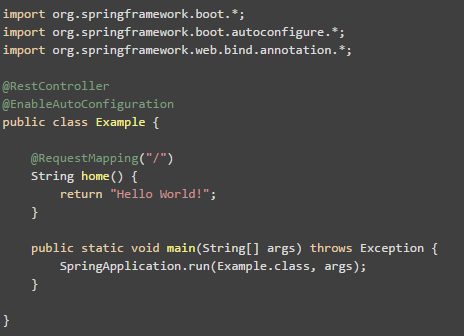 import org.springframework.boot.*;
import org.springframework.boot.autoconfigure.*;
import org.springframework.web.bind.annotation.*;

@RestController
@EnableAutoConfiguration
public class Example {

    @RequestMapping("/")
    String home() {
        return "Hello World!";
    }

    public static void main(String[] args) throws Exception {
        SpringApplication.run(Example.class, args);
    }

}